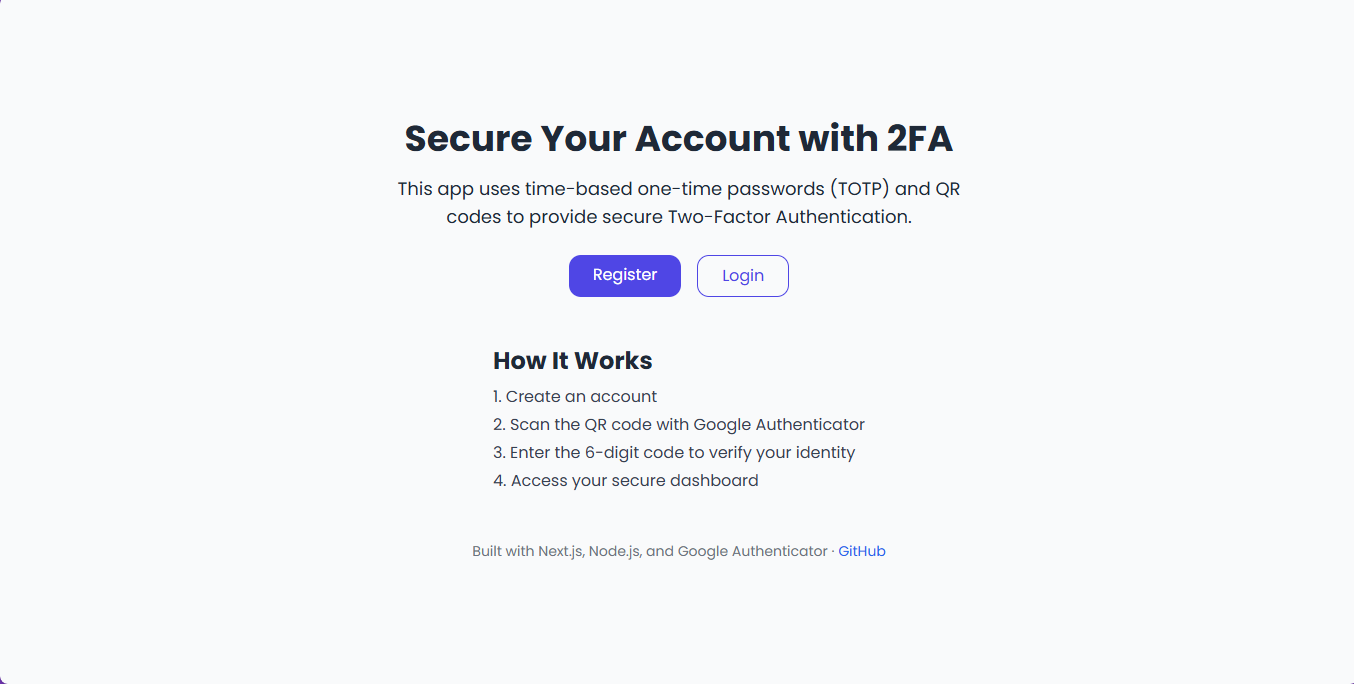 Secure Your Account with 2FA
This app uses time-based one-time passwords (TOTP) and QR
codes to provide secure Two-Factor Authentication.
Register
Login
How It Works
1. Create an account
2. Scan the QR code with Google Authenticator
3. Enter the 6-digit code to verify your identity
4. Access your secure dashboard
Built with Next.js, Node.js, and Google Authenticator · GitHub